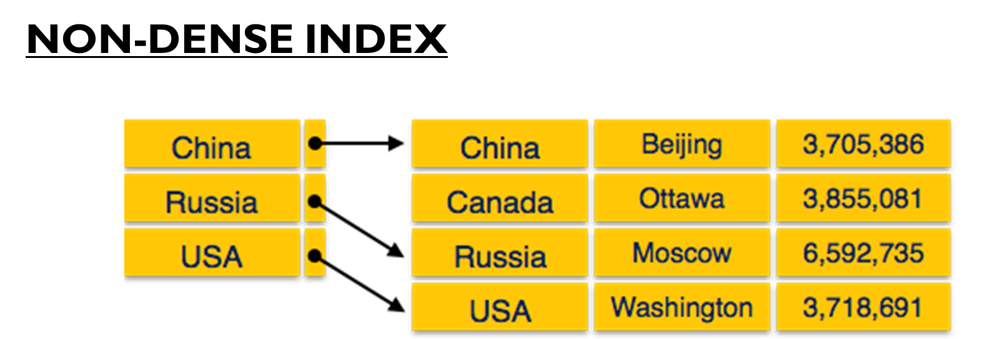 NON-DENSE INDEX
China China Beijing 3,705,386
Russia Canada Ottawa 3,855,081
USA Russia Moscow 6,592,735
USA Washington 3,718,691